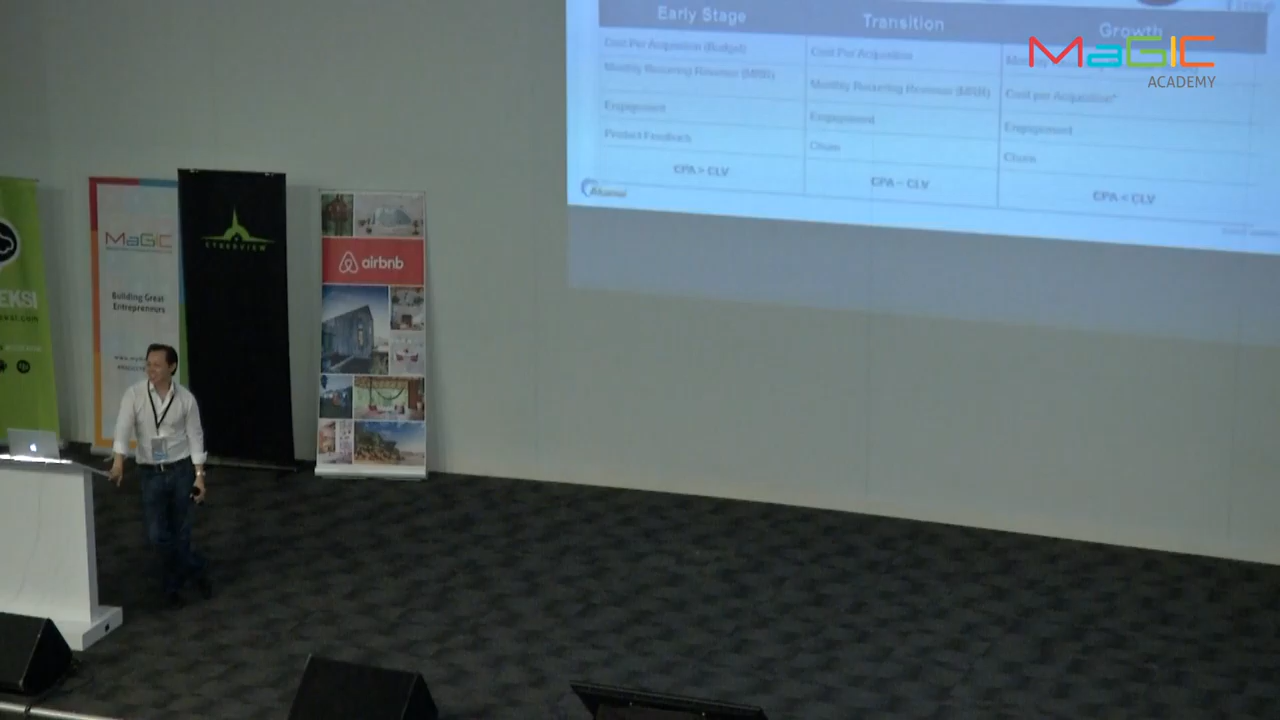 Early Stage
Transition
Growth
Cost Per Acquisition (Budget)
Cost Per Acquisition
Monthly Recurring Revenue (MRR)
Monthly Recurring Revenue (MRR)
Cost per Acquisition*
Engagement
Engagement
Engagement
Product Feedback
Churn
Churn
CPA > CLV
CPA ~ CLV
CPA < CLV
MaGIC
ACADEMY
EKSI
MaGIC
Building Great
Entrepreneurs
airbnb